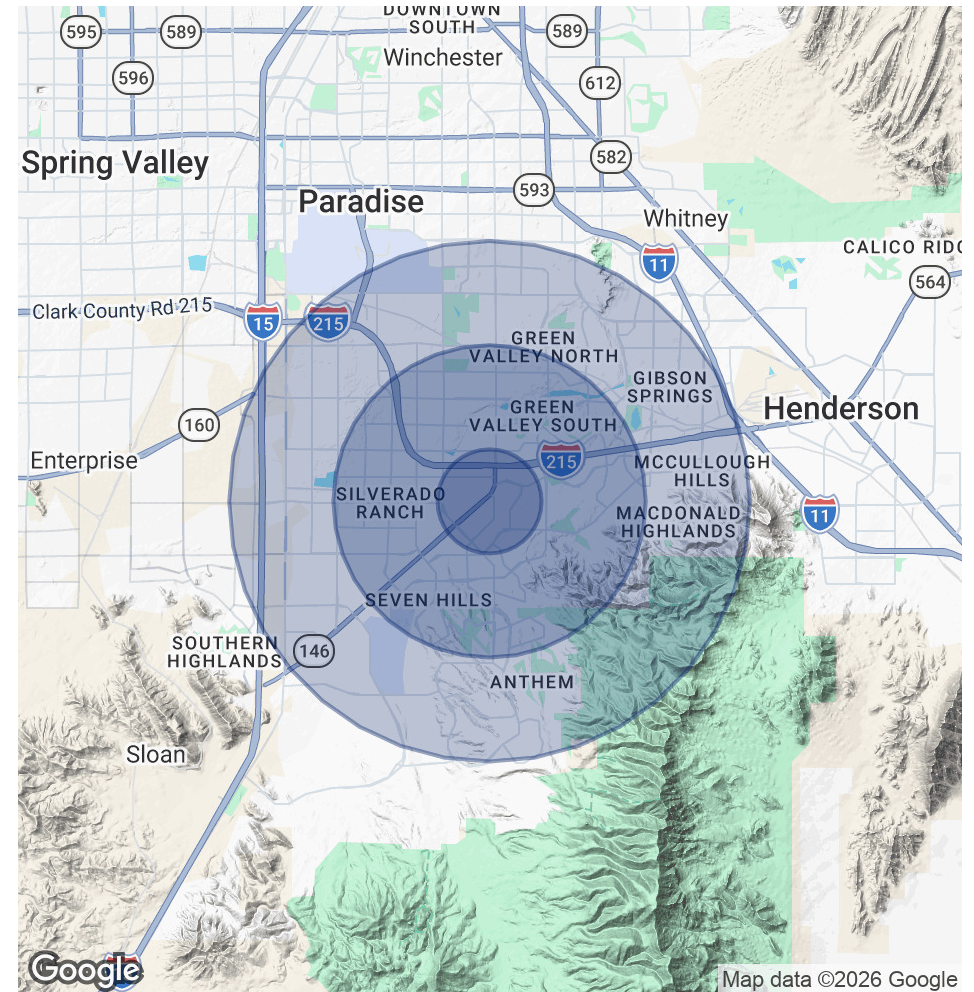 DOWNTOWN
SOUTH
595
589
589
Winchester
596
612
582
Spring Valley
593
Paradise
Whitney
CALICO RIDG
11
564
Clark County Rd 215
15
215
GREEN
VALLEY NORTH
GIBSON
SPRINGS
GREEN
VALLEY SOUTH
Henderson
160
Enterprise
215
MCCULLOUGH
HILLS
SILVERADO
RANCH
MACDONALD
HIGHLANDS
11
SEVEN HILLS
SOUTHERN
HIGHLANDS
146
ANTHEM
Sloan
Google
Map data ©2026 Google